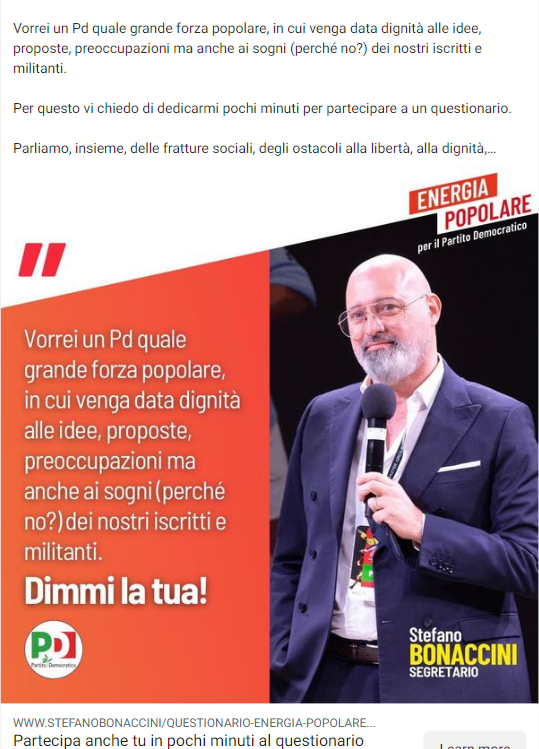 Vorrei un Pd quale grande forza popolare, in cui venga data dignità alle idee,
proposte, preoccupazioni ma anche ai sogni (perché no?) dei nostri iscritti e
militanti.
Per questo vi chiedo di dedicarmi pochi minuti per partecipare a un questionario.
Parliamo, insieme, delle fratture sociali, degli ostacoli alla libertà, alla dignità,...
ENERGIA
POPOLARE
per il Partito Democratico
Vorrei un Pd quale
grande forza popolare,
in cui venga data dignità
alle idee, proposte,
preoccupazioni ma
anche ai sogni (perché
no?) dei nostri iscritti e
militanti.
Dimmi la tua!
PD
Partito Democratico
Stefano
BONACCINI
SEGRETARIO
WWW.STEFANOBONACCINI/QUESTIONARIO-ENERGIA-POPOLARE...
Partecipa anche tu in pochi minuti al questionario
Learn more